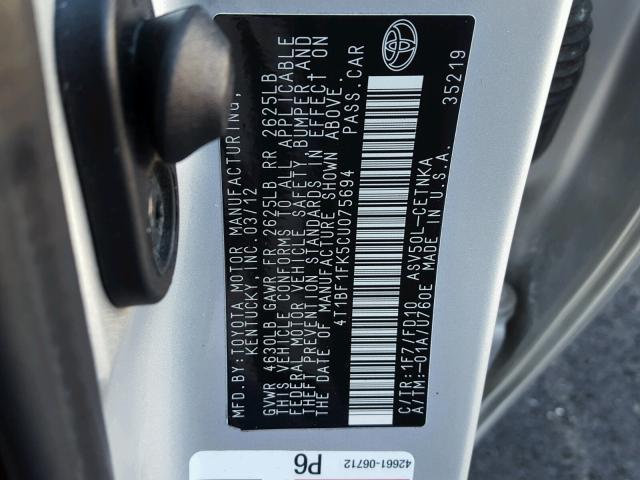 MFD.BY:TOYOTA MOTOR MANUFACTURING,
KENTUCKY, INC. 03/12
GVWR 4630LB GAWR FR 2625LB RR 2625LB
THIS VEHICLE CONFORMS TO ALL APPLICABLE
FEDERAL MOTOR VEHICLE SAFETY, BUMPER AND
THEFT PREVENTION STANDARDS IN EFFECT ON
THE DATE OF MANUFACTURE SHOWN ABOVE.
4T1BF1FK5CU075694 PASS.CAR
C/TR:1F7/FD10 ASV50L-CETNKA
A/TM:-01A/U760E MADE IN U.S.A.
35219
P6
42661-06712